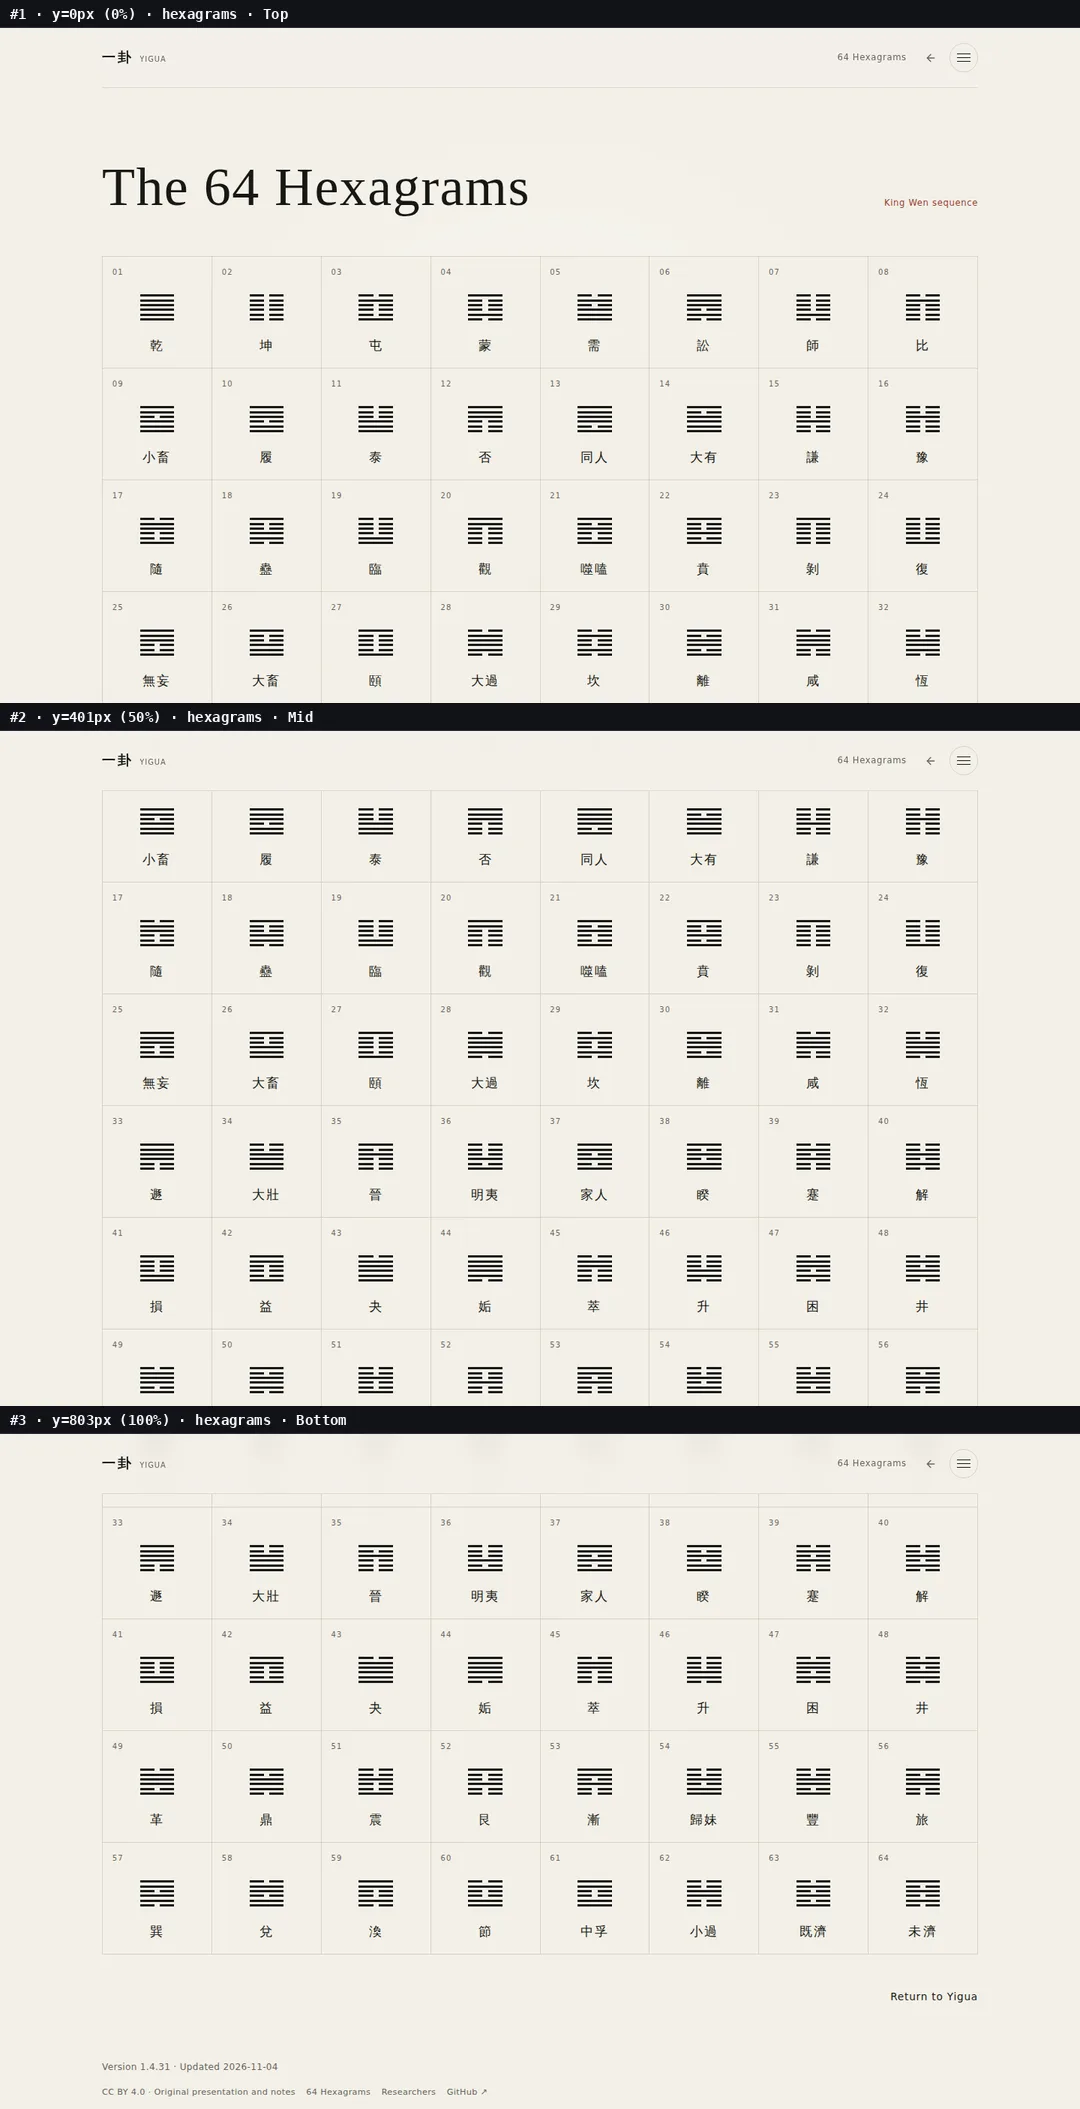 #1 · y=0px (0%) · hexagrams · Top
一卦 YIGUA 64 Hexagrams ←
The 64 Hexagrams
King Wen sequence
01 02 03 04 05 06 07 08
乾 坤 屯 蒙 需 訟 師 比
09 10 11 12 13 14 15 16
小畜 履 泰 否 同人 大有 謙 豫
17 18 19 20 21 22 23 24
隨 蠱 臨 觀 噬嗑 賁 剝 復
25 26 27 28 29 30 31 32
無妄 大畜 頤 大過 坎 離 咸 恆
#2 · y=401px (50%) · hexagrams · Mid
一卦 YIGUA 64 Hexagrams ←
小畜 履 泰 否 同人 大有 謙 豫
17 18 19 20 21 22 23 24
隨 蠱 臨 觀 噬嗑 賁 剝 復
25 26 27 28 29 30 31 32
無妄 大畜 頤 大過 坎 離 咸 恆
33 34 35 36 37 38 39 40
遯 大壯 晉 明夷 家人 睽 蹇 解
41 42 43 44 45 46 47 48
損 益 夬 姤 萃 升 困 井
49 50 51 52 53 54 55 56
#3 · y=803px (100%) · hexagrams · Bottom
一卦 YIGUA 64 Hexagrams ←
33 34 35 36 37 38 39 40
遯 大壯 晉 明夷 家人 睽 蹇 解
41 42 43 44 45 46 47 48
損 益 夬 姤 萃 升 困 井
49 50 51 52 53 54 55 56
革 鼎 震 艮 漸 歸妹 豐 旅
57 58 59 60 61 62 63 64
巽 兌 渙 節 中孚 小過 既濟 未濟
Return to Yigua
Version 1.4.31 · Updated 2026-11-04
CC BY 4.0 · Original presentation and notes 64 Hexagrams Researchers GitHub ↗